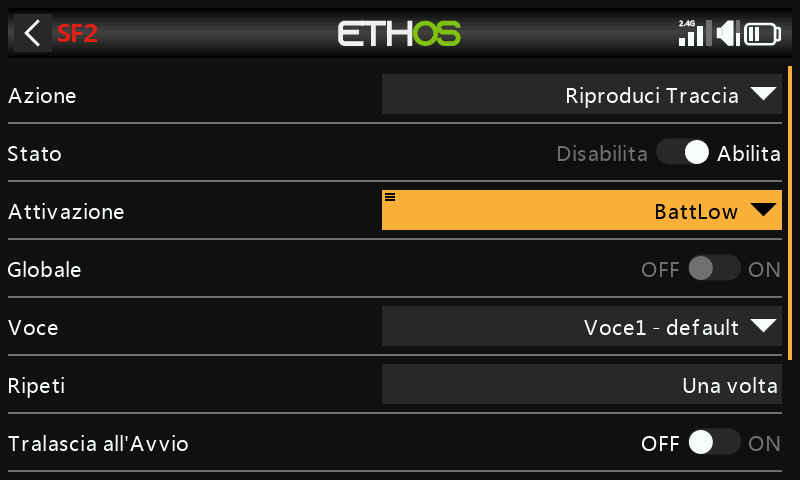 SF2 ETHOS 2.4G
Azione Riproduci Traccia
Stato Disabilita Abilita
Attivazione BattLow
Globale OFF ON
Voce Voce1 - default
Ripeti Una volta
Tralascia all'Avvio OFF ON